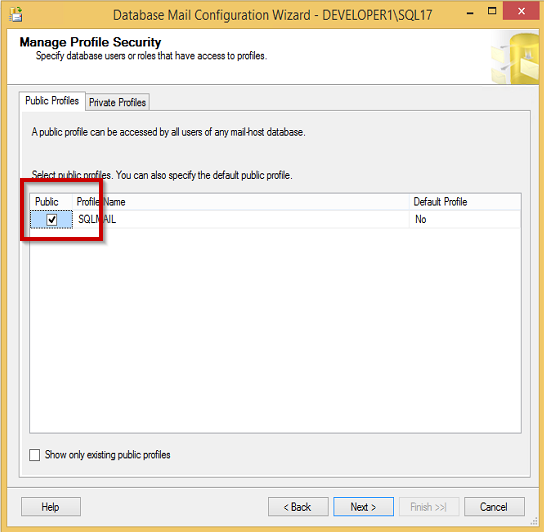 Database Mail Configuration Wizard - DEVELOPER1\SQL17
Manage Profile Security
Specify database users or roles that have access to profiles.
Public Profiles Private Profiles
A public profile can be accessed by all users of any mail-host database.
Select public profiles. You can also specify the default public profile.
Public Profile Name Default Profile
SQLMAIL No
Show only existing public profiles
Help < Back Next > Finish >>| Cancel